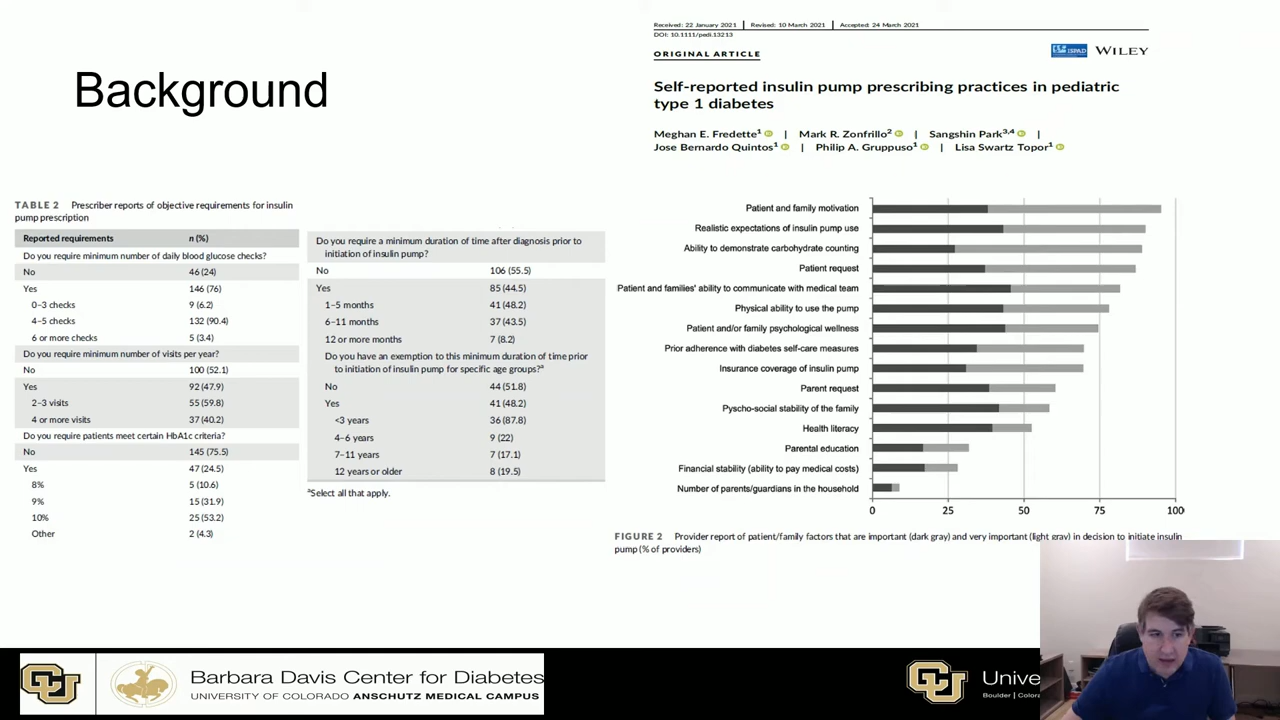 Background
Received: 22 January 2021 | Revised: 10 March 2021 | Accepted: 24 March 2021
DOI: 10.1111/pedi.13213
ORIGINAL ARTICLE
ISPAD WILEY
Self-reported insulin pump prescribing practices in pediatric
type 1 diabetes
Meghan E. Fredette1 | Mark R. Zonfrillo2 | Sangshin Park3,4 |
Jose Bernardo Quintos1 | Philip A. Gruppuso1 | Lisa Swartz Topor1
TABLE 2 Prescriber reports of objective requirements for insulin
pump prescription
Reported requirements n (%)
Do you require minimum number of daily blood glucose checks?
No 46 (24)
Yes 146 (76)
0–3 checks 9 (6.2)
4–5 checks 132 (90.4)
6 or more checks 5 (3.4)
Do you require minimum number of visits per year?
No 100 (52.1)
Yes 92 (47.9)
2–3 visits 55 (59.8)
4 or more visits 37 (40.2)
Do you require patients meet certain HbA1c criteria?
No 145 (75.5)
Yes 47 (24.5)
8% 5 (10.6)
9% 15 (31.9)
10% 25 (53.2)
Other 2 (4.3)
Do you require a minimum duration of time after diagnosis prior to
initiation of insulin pump?
No 106 (55.5)
Yes 85 (44.5)
1–5 months 41 (48.2)
6–11 months 37 (43.5)
12 or more months 7 (8.2)
Do you have an exemption to this minimum duration of time prior
to initiation of insulin pump for specific age groups?a
No 44 (51.8)
Yes 41 (48.2)
<3 years 36 (87.8)
4–6 years 9 (22)
7–11 years 7 (17.1)
12 years or older 8 (19.5)
aSelect all that apply.
Patient and family motivation
Realistic expectations of insulin pump use
Ability to demonstrate carbohydrate counting
Patient request
Patient and families' ability to communicate with medical team
Physical ability to use the pump
Patient and/or family psychological wellness
Prior adherence with diabetes self-care measures
Insurance coverage of insulin pump
Parent request
Pyscho-social stability of the family
Health literacy
Parental education
Financial stability (ability to pay medical costs)
Number of parents/guardians in the household
0 25 50 75 100
FIGURE 2 Provider report of patient/family factors that are important (dark gray) and very important (light gray) in decision to initiate insulin
pump (% of providers)
CU
Barbara Davis Center for Diabetes
UNIVERSITY OF COLORADO ANSCHUTZ MEDICAL CAMPUS
CU
Unive
Boulder | Colora